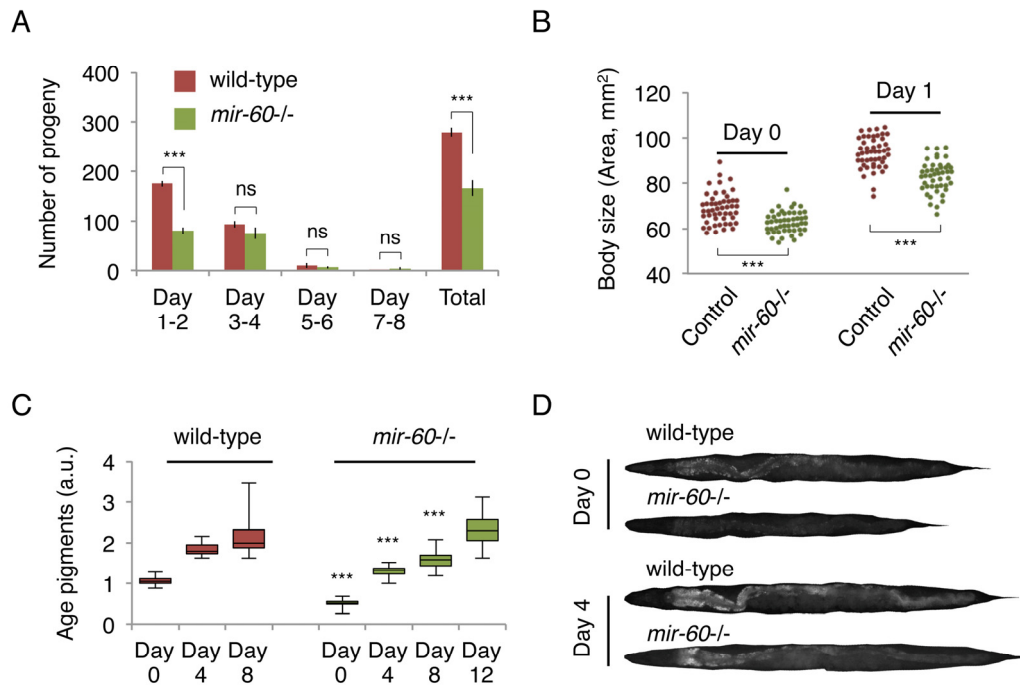 A
Number of progeny
400
300
200
100
0
wild-type
mir-60-/-
***
ns
ns
ns
***
Day 1-2
Day 3-4
Day 5-6
Day 7-8
Total
B
Body size (Area, mm²)
120
100
80
60
40
Day 0
Day 1
***
***
Control
mir-60-/-
Control
mir-60-/-
C
Age pigments (a.u.)
4
3
2
1
0
wild-type
mir-60-/-
***
***
***
Day 0
Day 4
Day 8
Day 0
Day 4
Day 8
Day 12
D
Day 0
wild-type
mir-60-/-
Day 4
wild-type
mir-60-/-